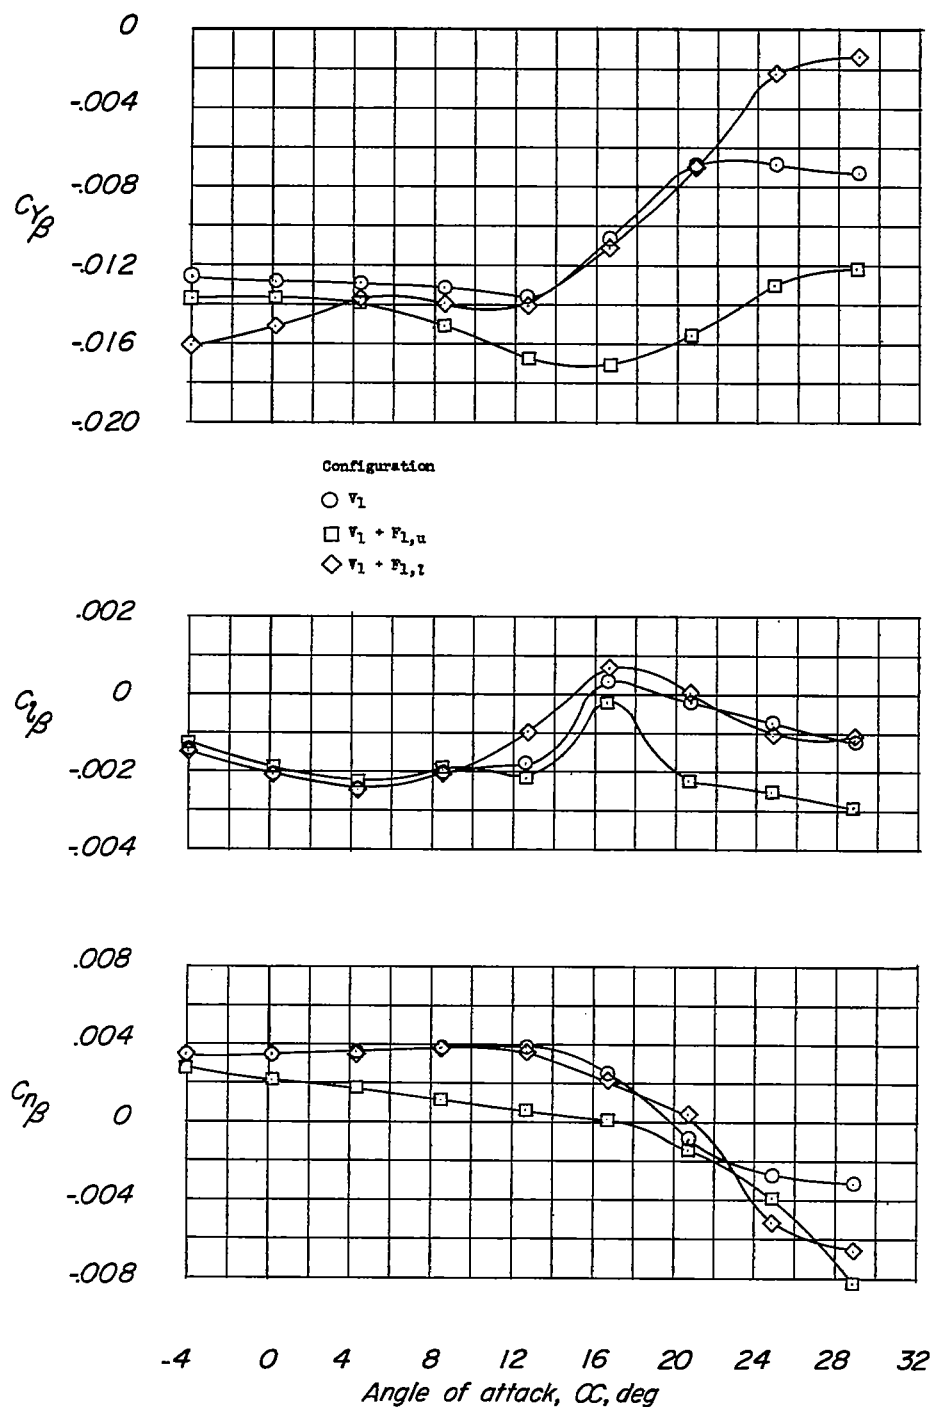 0
-.004
-.008
CYβ
-.012
-.016
-.020
Configuration
V1
V1 + F1,u
V1 + F1,l
.002
0
Clβ
-.002
-.004
.008
.004
Cnβ
0
-.004
-.008
-4 0 4 8 12 16 20 24 28 32
Angle of attack, α, deg